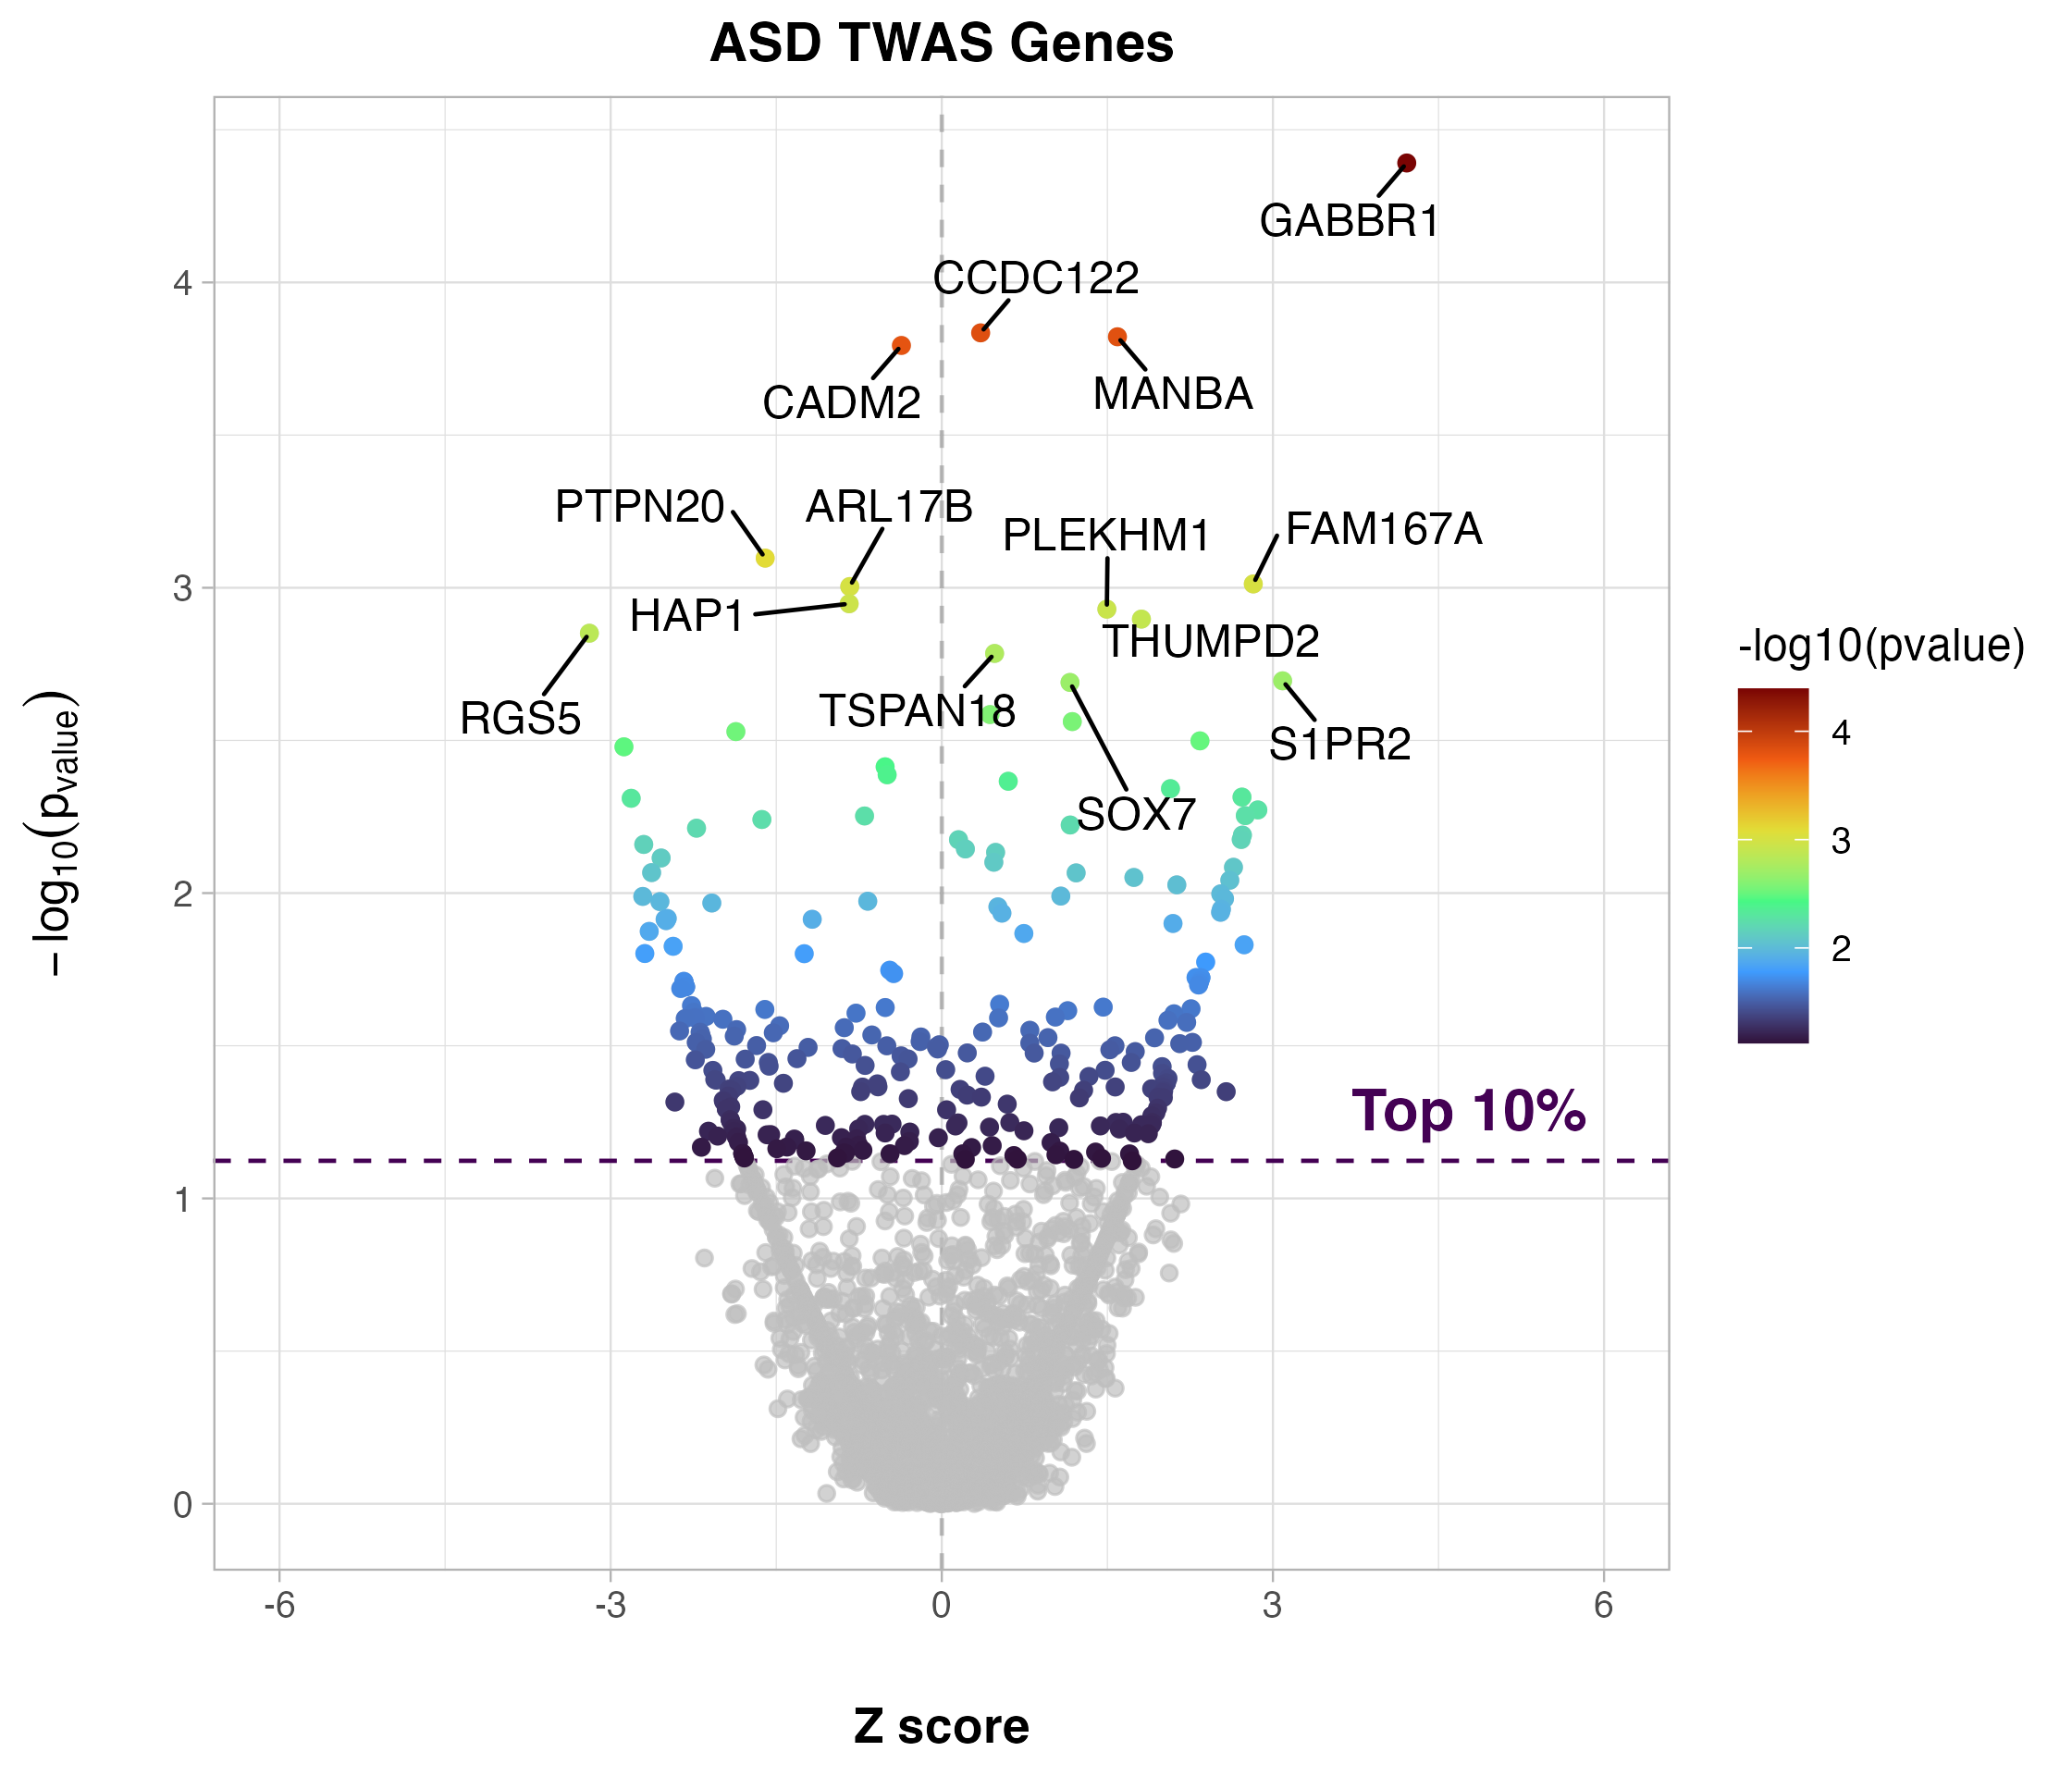 ASD TWAS Genes
GABBR1
CCDC122
CADM2
MANBA
PTPN20
ARL17B
PLEKHM1
FAM167A
HAP1
THUMPD2
RGS5
TSPAN18
S1PR2
SOX7
Top 10%
4
3
2
1
0
−log10(pvalue)
-6
-3
0
3
6
Z score
-log10(pvalue)
4
3
2